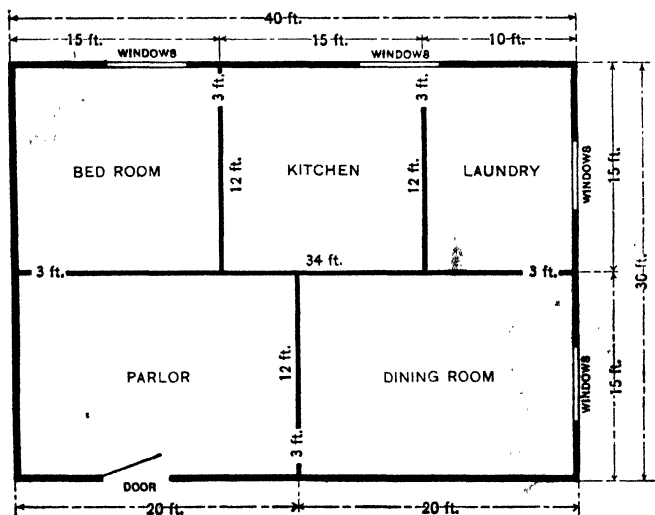 40 ft.
15 ft. 15 ft. 10 ft.
WINDOWS WINDOWS
3 ft. 3 ft.
BED ROOM KITCHEN LAUNDRY
12 ft. 12 ft.
WINDOWS
15 ft.
30 ft.
3 ft. 34 ft. 3 ft.
PARLOR DINING ROOM
12 ft.
WINDOWS
15 ft.
3 ft.
DOOR
20 ft. 20 ft.